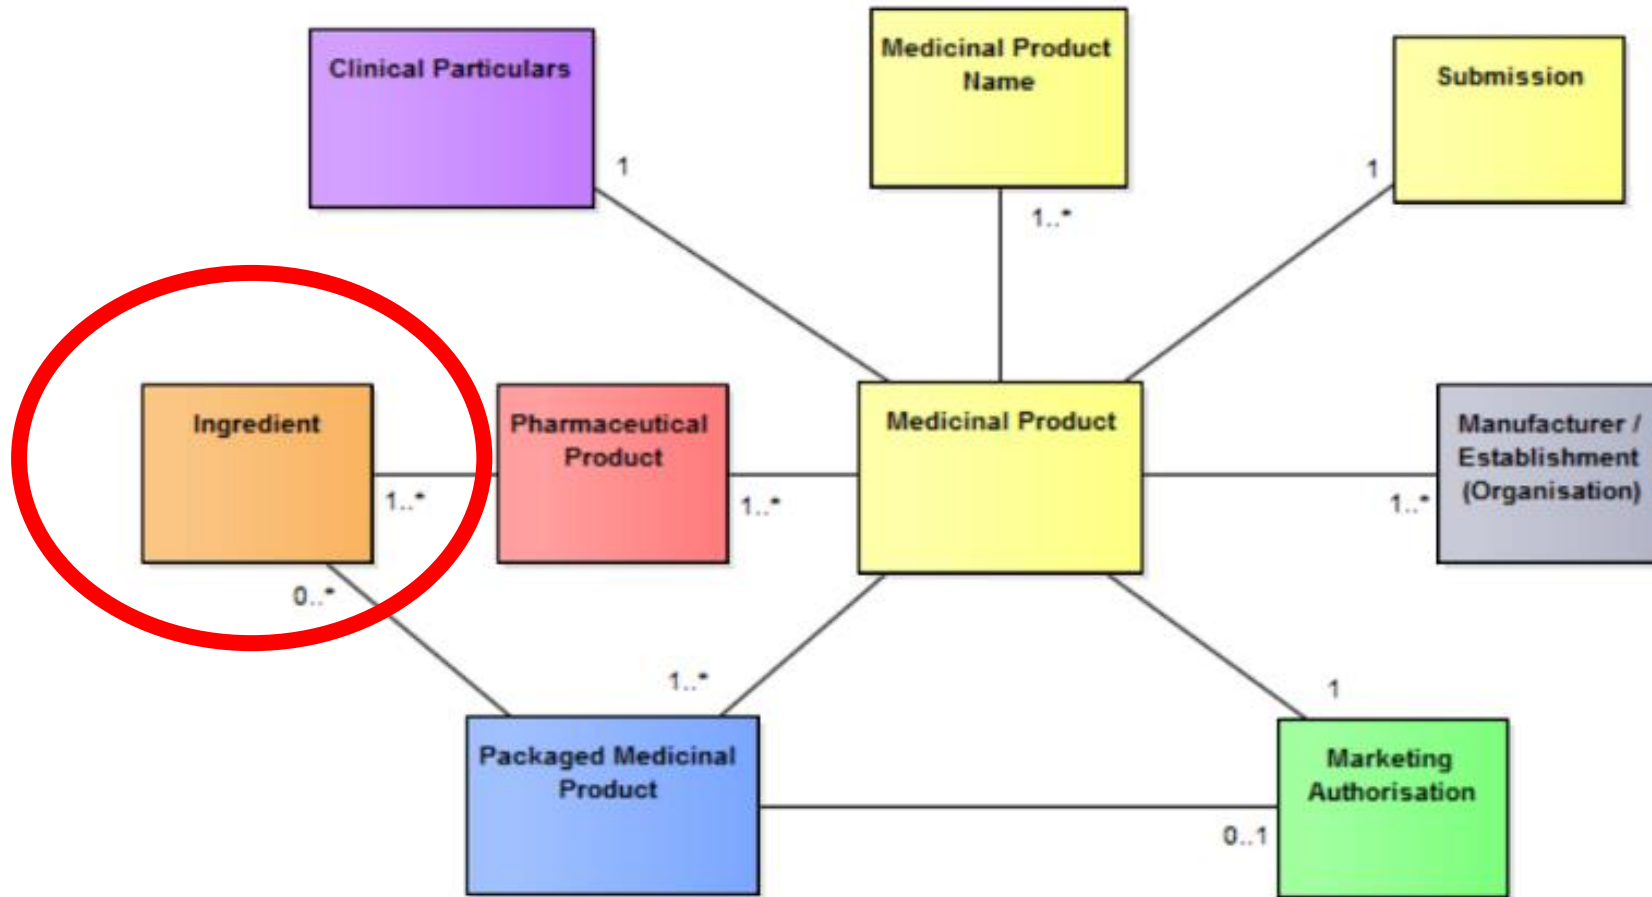 Clinical Particulars
Medicinal Product
Name
Submission
1
1..*
1
Ingredient
Pharmaceutical
Product
Medicinal Product
Manufacturer /
Establishment
(Organisation)
1..*
1..*
1..*
0..*
1..*
1
Packaged Medicinal
Product
Marketing
Authorisation
0..1